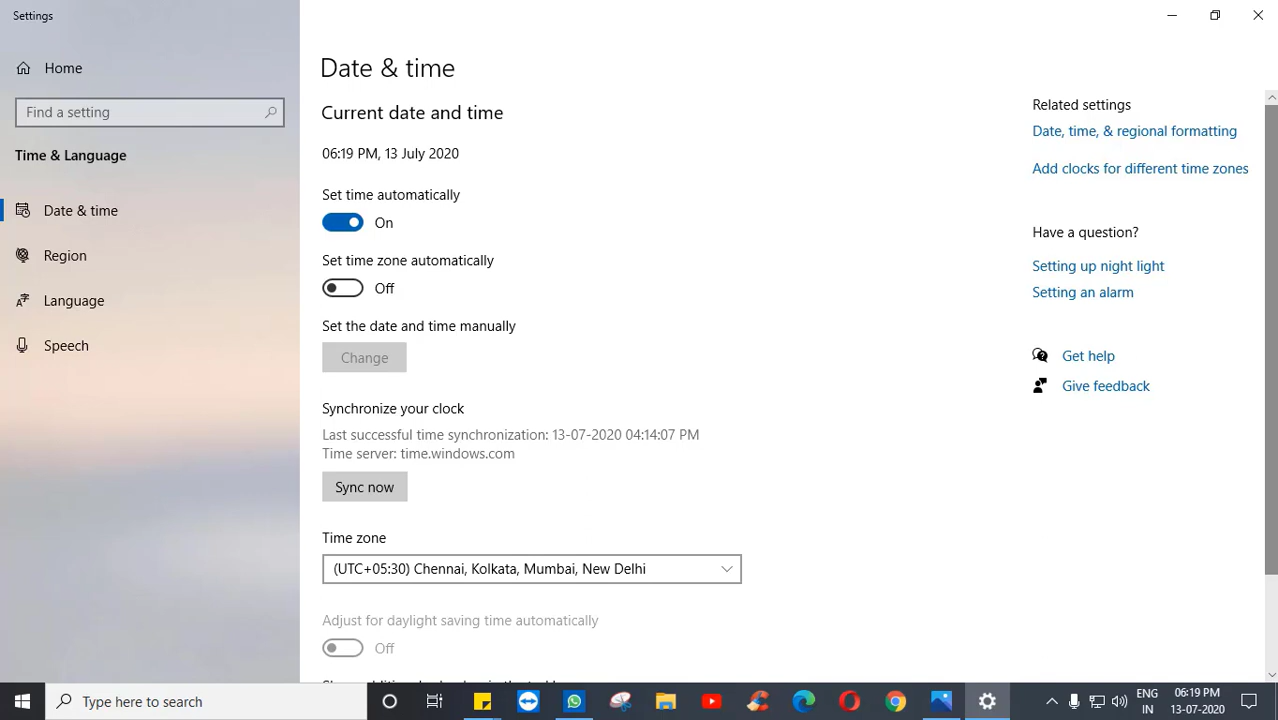 Settings
Home
Find a setting
Time & Language
Date & time
Region
Language
Speech
Date & time
Current date and time
06:19 PM, 13 July 2020
Set time automatically
On
Set time zone automatically
Off
Set the date and time manually
Change
Synchronize your clock
Last successful time synchronization: 13-07-2020 04:14:07 PM
Time server: time.windows.com
Sync now
Time zone
(UTC+05:30) Chennai, Kolkata, Mumbai, New Delhi
Adjust for daylight saving time automatically
Off
Related settings
Date, time, & regional formatting
Add clocks for different time zones
Have a question?
Setting up night light
Setting an alarm
Get help
Give feedback
Type here to search
ENG
IN
06:19 PM
13-07-2020